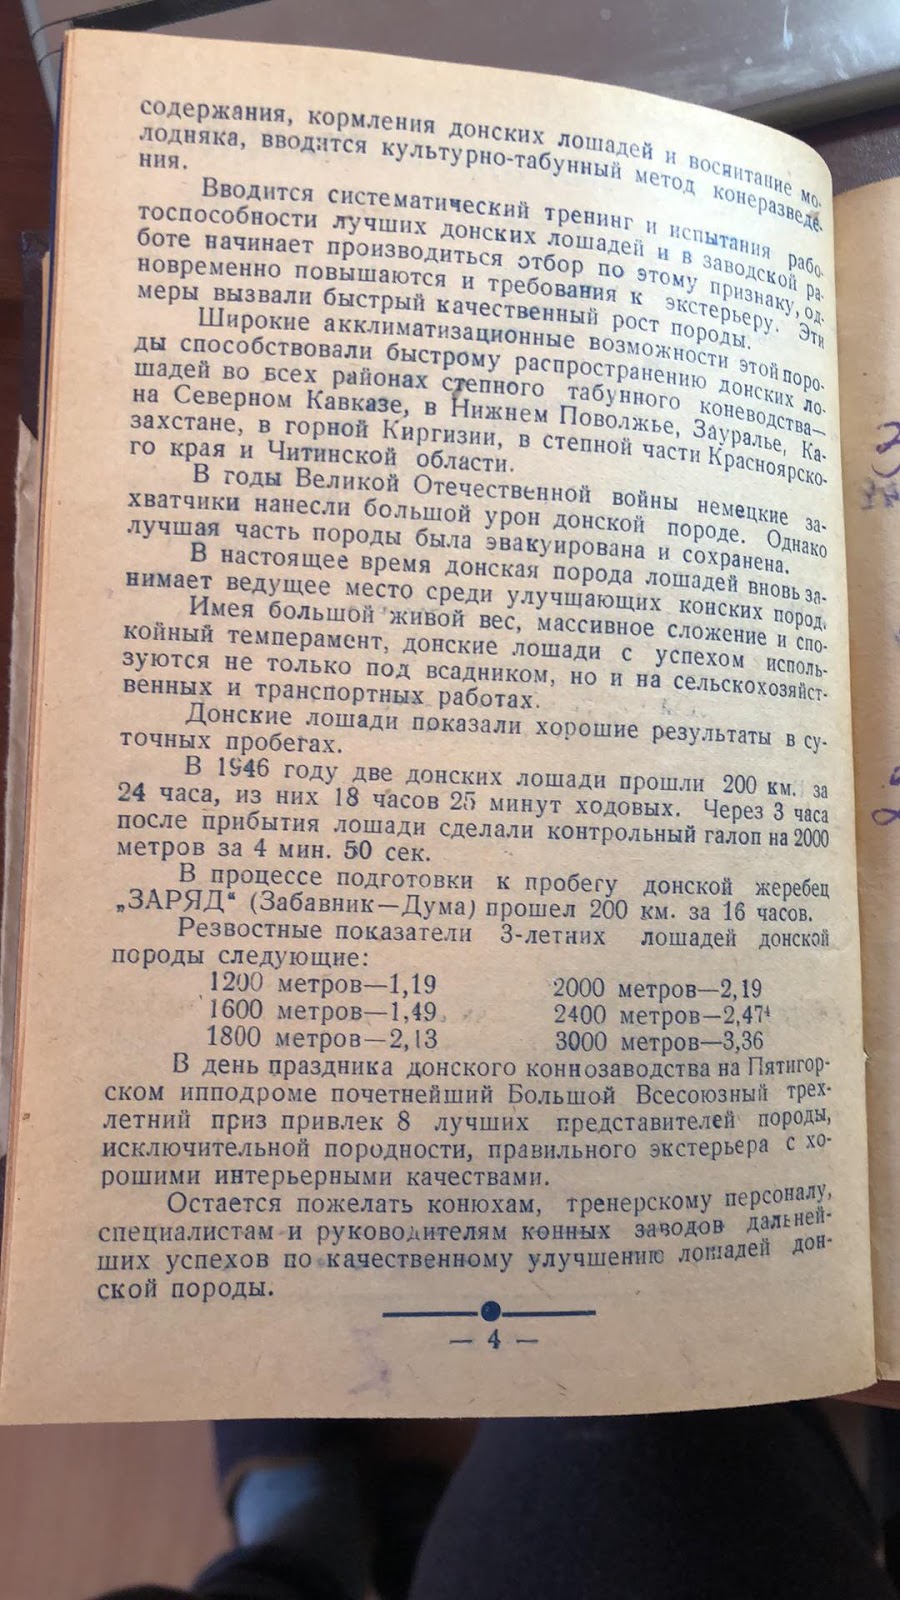 содержания, кормления донских лошадей и воспитание мо-
лодняка, вводится культурно-табунный метод конеразведе-
ния.
Вводится систематический тренинг и испытания рабо-
тоспособности лучших донских лошадей и в заводской ра-
боте начинает производиться отбор по этому признаку, од-
новременно повышаются и требования к экстерьеру. Эти
меры вызвали быстрый качественный рост породы.
Широкие акклиматизационные возможности этой поро-
ды способствовали быстрому распространению донских ло-
шадей во всех районах степного табунного коневодства—
на Северном Кавказе, в Нижнем Поволжье, Зауралье, Ка-
захстане, в горной Киргизии, в степной части Красноярско-
го края и Читинской области.
В годы Великой Отечественной войны немецкие за-
хватчики нанесли большой урон донской породе. Однако
лучшая часть породы была эвакуирована и сохранена.
В настоящее время донская порода лошадей вновь за-
нимает ведущее место среди улучшающих конских пород.
Имея большой живой вес, массивное сложение и спо-
койный темперамент, донские лошади с успехом исполь-
зуются не только под всадником, но и на сельскохозяйст-
венных и транспортных работах.
Донские лошади показали хорошие результаты в су-
точных пробегах.
В 1946 году две донских лошади прошли 200 км. за
24 часа, из них 18 часов 25 минут ходовых. Через 3 часа
после прибытия лошади сделали контрольный галоп на 2000
метров за 4 мин. 50 сек.
В процессе подготовки к пробегу донской жеребец
„ЗАРЯД“ (Забавник—Дума) прошел 200 км. за 16 часов.
Резвостные показатели 3-летних лошадей донской
породы следующие:
1200 метров—1,19 2000 метров—2,19
1600 метров—1,49 2400 метров—2,47⁴
1800 метров—2,13 3000 метров—3,36
В день праздника донского коннозаводства на Пятигор-
ском ипподроме почетнейший Большой Всесоюзный трех-
летний приз привлек 8 лучших представителей породы,
исключительной породности, правильного экстерьера с хо-
рошими интерьерными качествами.
Остается пожелать конюхам, тренерскому персоналу,
специалистам и руководителям конных заводов дальней-
ших успехов по качественному улучшению лошадей дон-
ской породы.
— 4 —